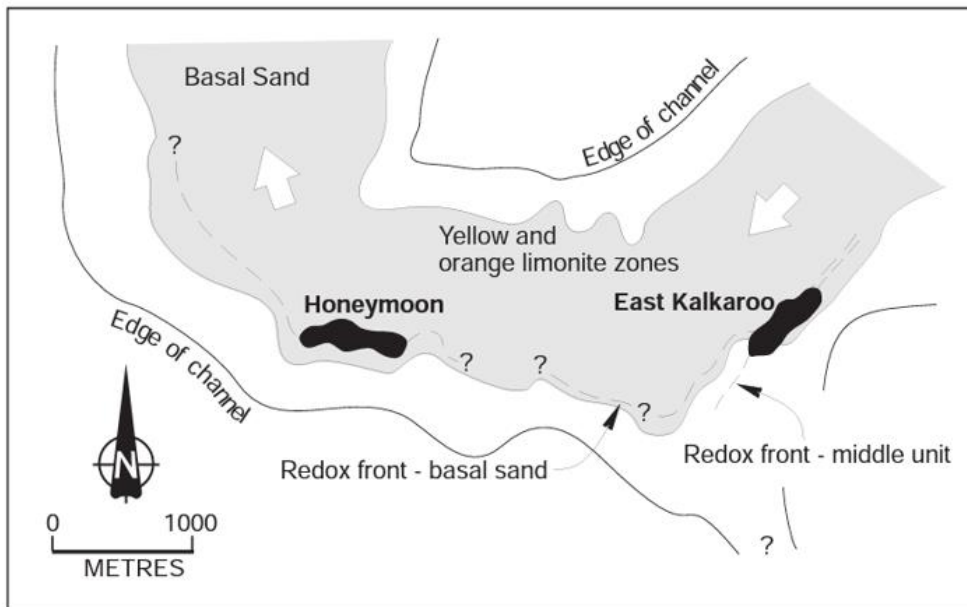 Basal Sand
Edge of channel
?
Yellow and
orange limonite zones
Honeymoon
East Kalkaroo
Edge of channel
?
?
?
Redox front - basal sand
Redox front - middle unit
N
0
1000
METRES
?